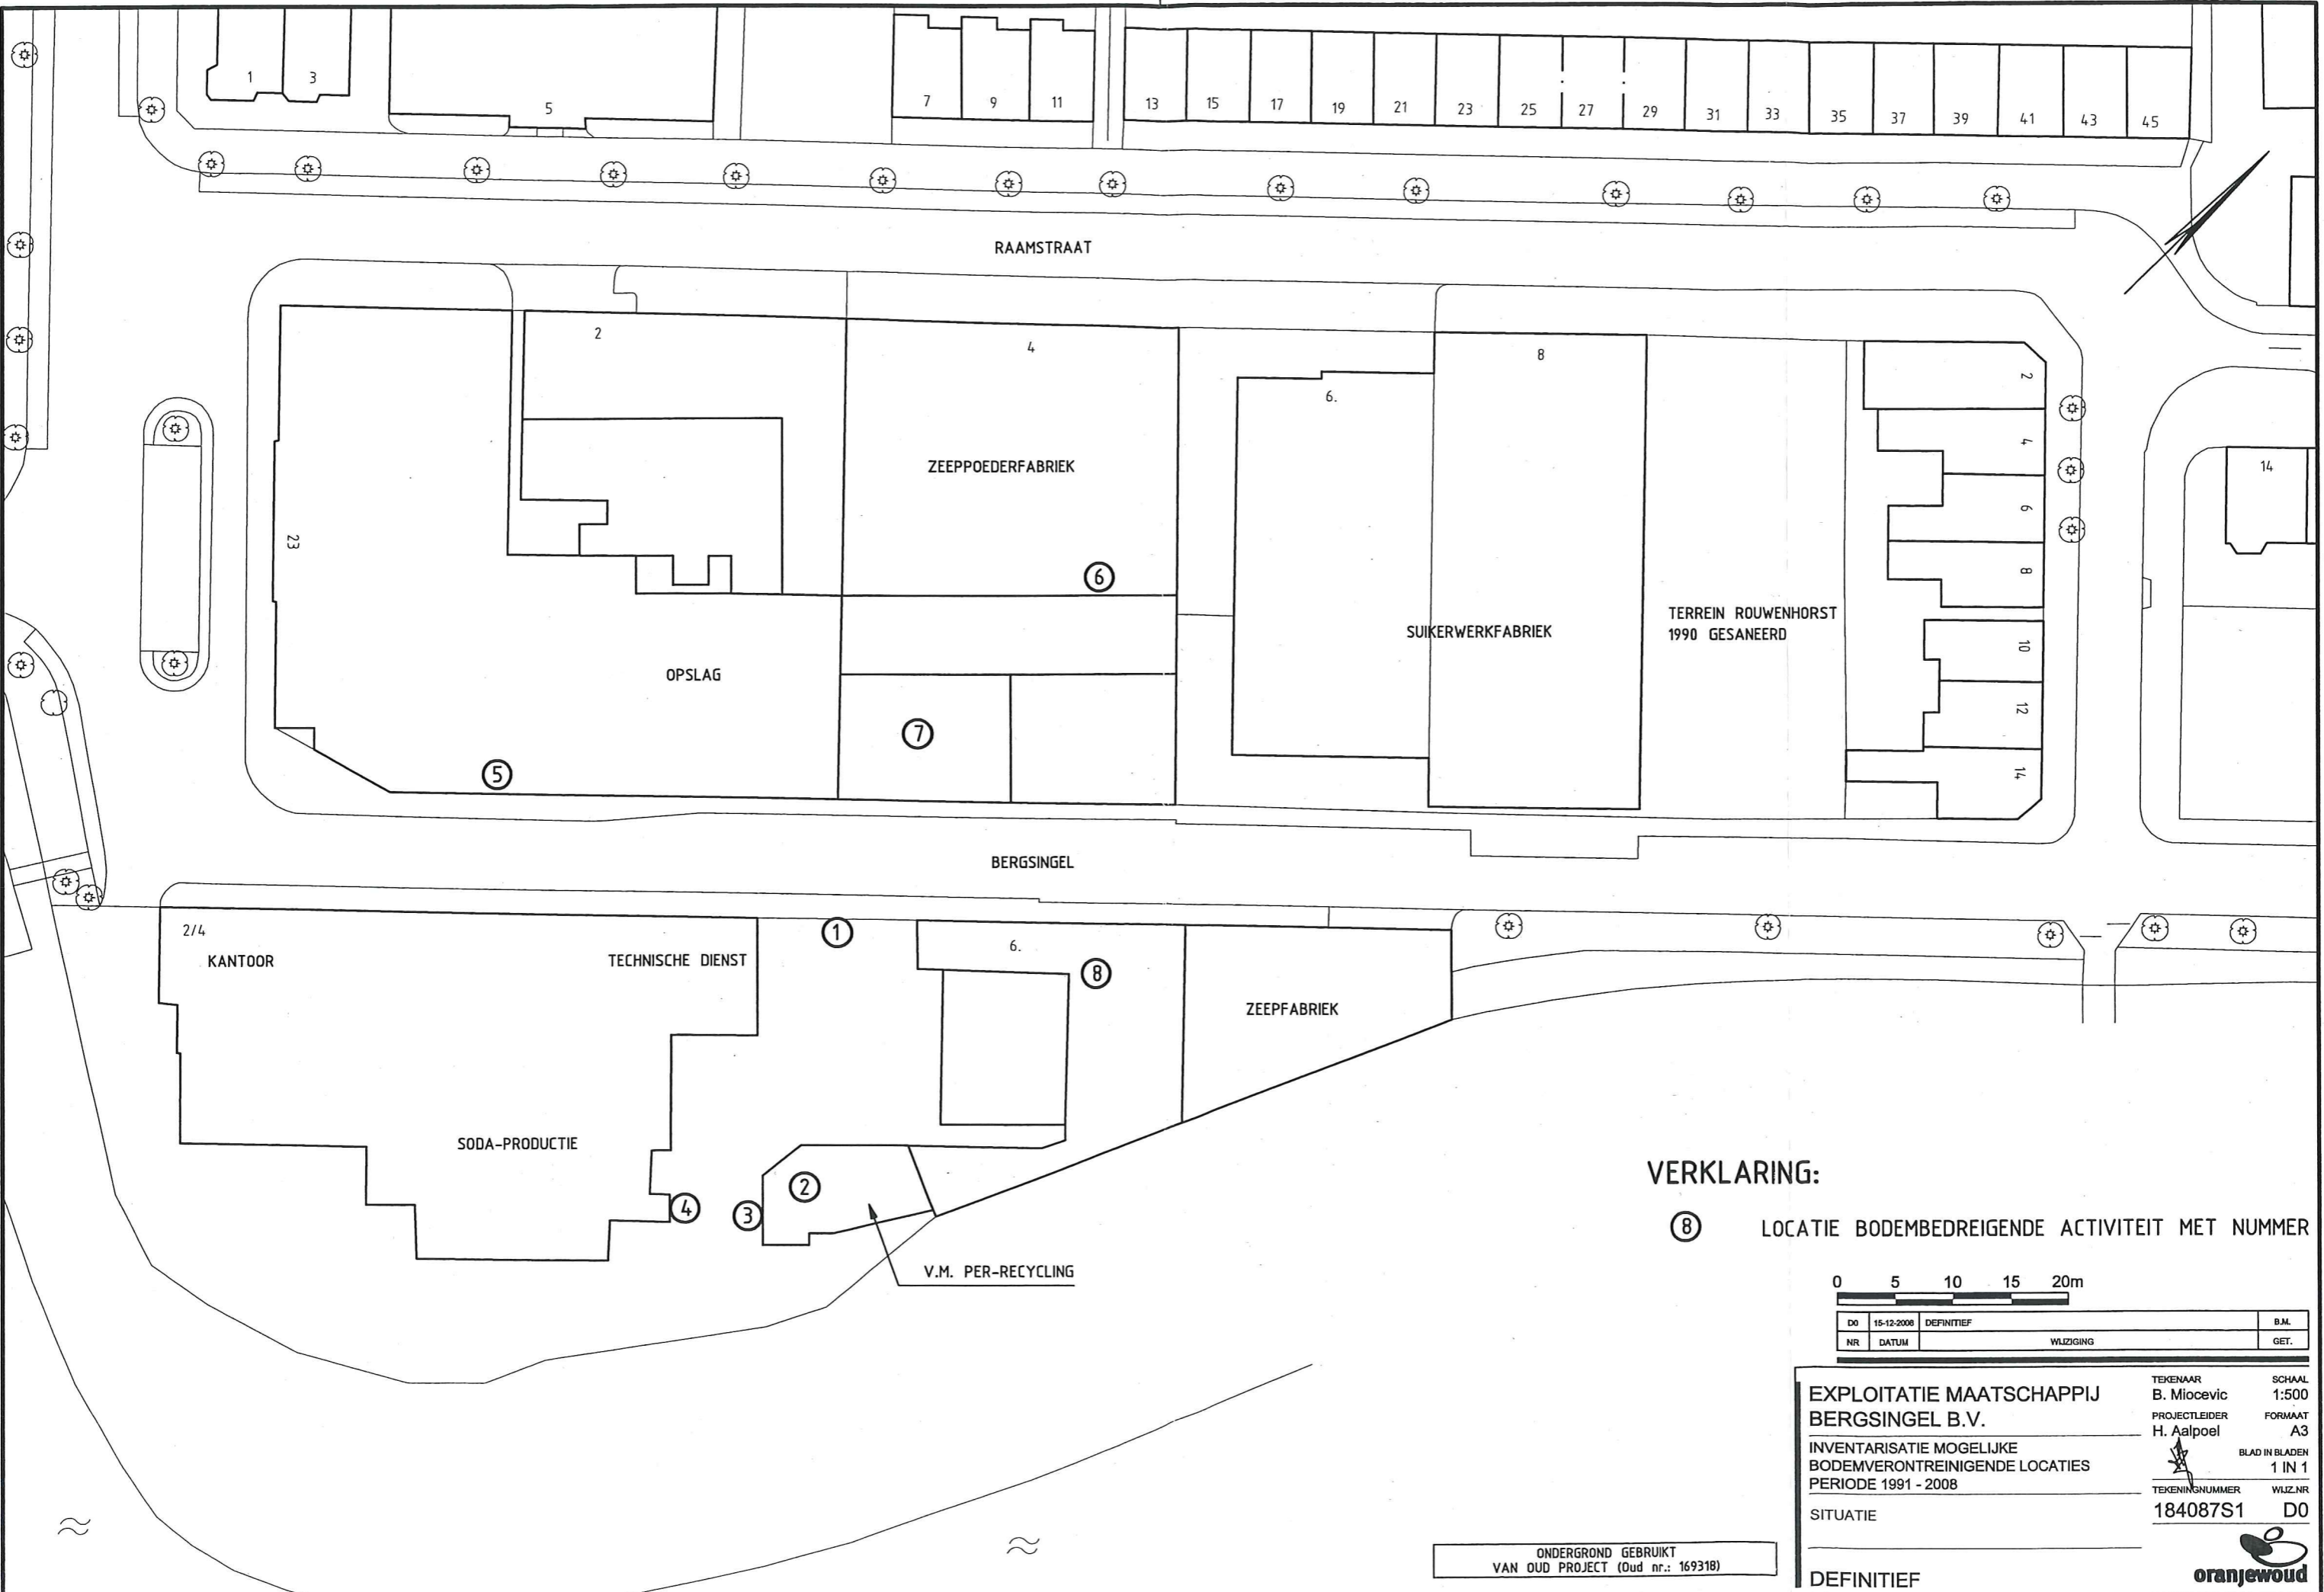 1 3 5 7 9 11 13 15 17 19 21 23 25 27 29 31 33 35 37 39 41 43 45
RAAMSTRAAT
2 4 6. 8
2
4
6
8
10
12
14
14
23
ZEEPPOEDERFABRIEK
6
SUIKERWERKFABRIEK
TERREIN ROUWENHORST
1990 GESANEERD
OPSLAG
7
5
BERGSINGEL
2/4
KANTOOR
TECHNISCHE DIENST
1
6.
8
ZEEPFABRIEK
SODA-PRODUCTIE
2
3
4
V.M. PER-RECYCLING
VERKLARING:
8 LOCATIE BODEMBEDREIGENDE ACTIVITEIT MET NUMMER
0 5 10 15 20m
D0 15-12-2008 DEFINITIEF B.M.
NR DATUM WIJZIGING GET.
EXPLOITATIE MAATSCHAPPIJ
BERGSINGEL B.V.
INVENTARISATIE MOGELIJKE
BODEMVERONTREINIGENDE LOCATIES
PERIODE 1991 - 2008
SITUATIE
DEFINITIEF
TEKENAAR SCHAAL
B. Miocevic 1:500
PROJECTLEIDER FORMAAT
H. Aalpoel A3
BLAD IN BLADEN
1 IN 1
TEKENINGNUMMER WIJZ.NR
184087S1 D0
oranjewoud
ONDERGROND GEBRUIKT
VAN OUD PROJECT (Oud nr.: 169318)